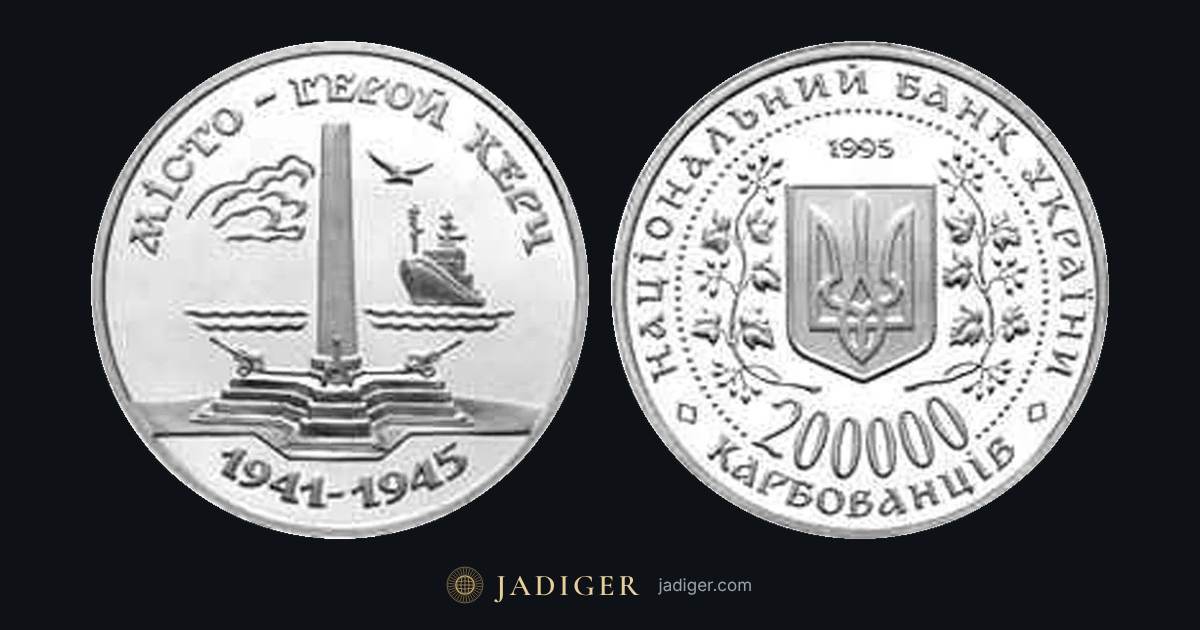 МІСТО - ГЕРОЙ КЕРЧ
1941-1945
НАЦІОНАЛЬНИЙ БАНК УКРАЇНИ
1995
200000
КАРБОВАНЦІВ
JADIGER
jadiger.com